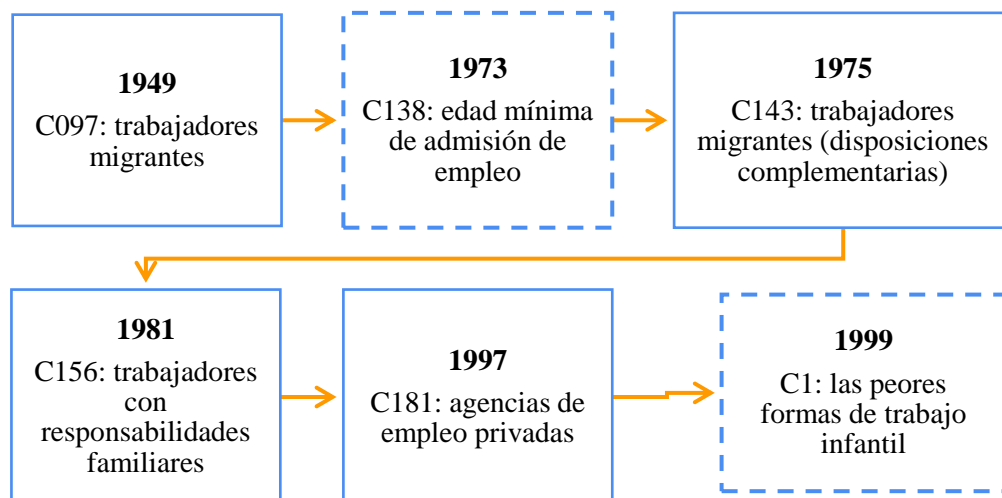 1949
C097: trabajadores
migrantes
1973
C138: edad mínima
de admisión de
empleo
1975
C143: trabajadores
migrantes (disposiciones
complementarias)
1981
C156: trabajadores
con
responsabilidades
familiares
1997
C181: agencias de
empleo privadas
1999
C1: las peores
formas de trabajo
infantil